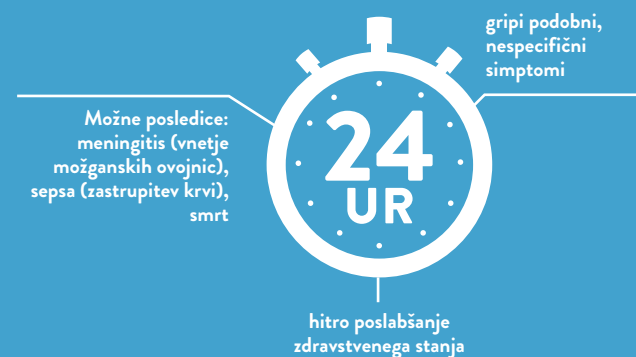 gripi podobni,
nespecifični
simptomi
Možne posledice:
meningitis (vnetje
možganskih ovojnic),
sepsa (zastrupitev krvi),
smrt
24
UR
hitro poslabšanje
zdravstvenega stanja